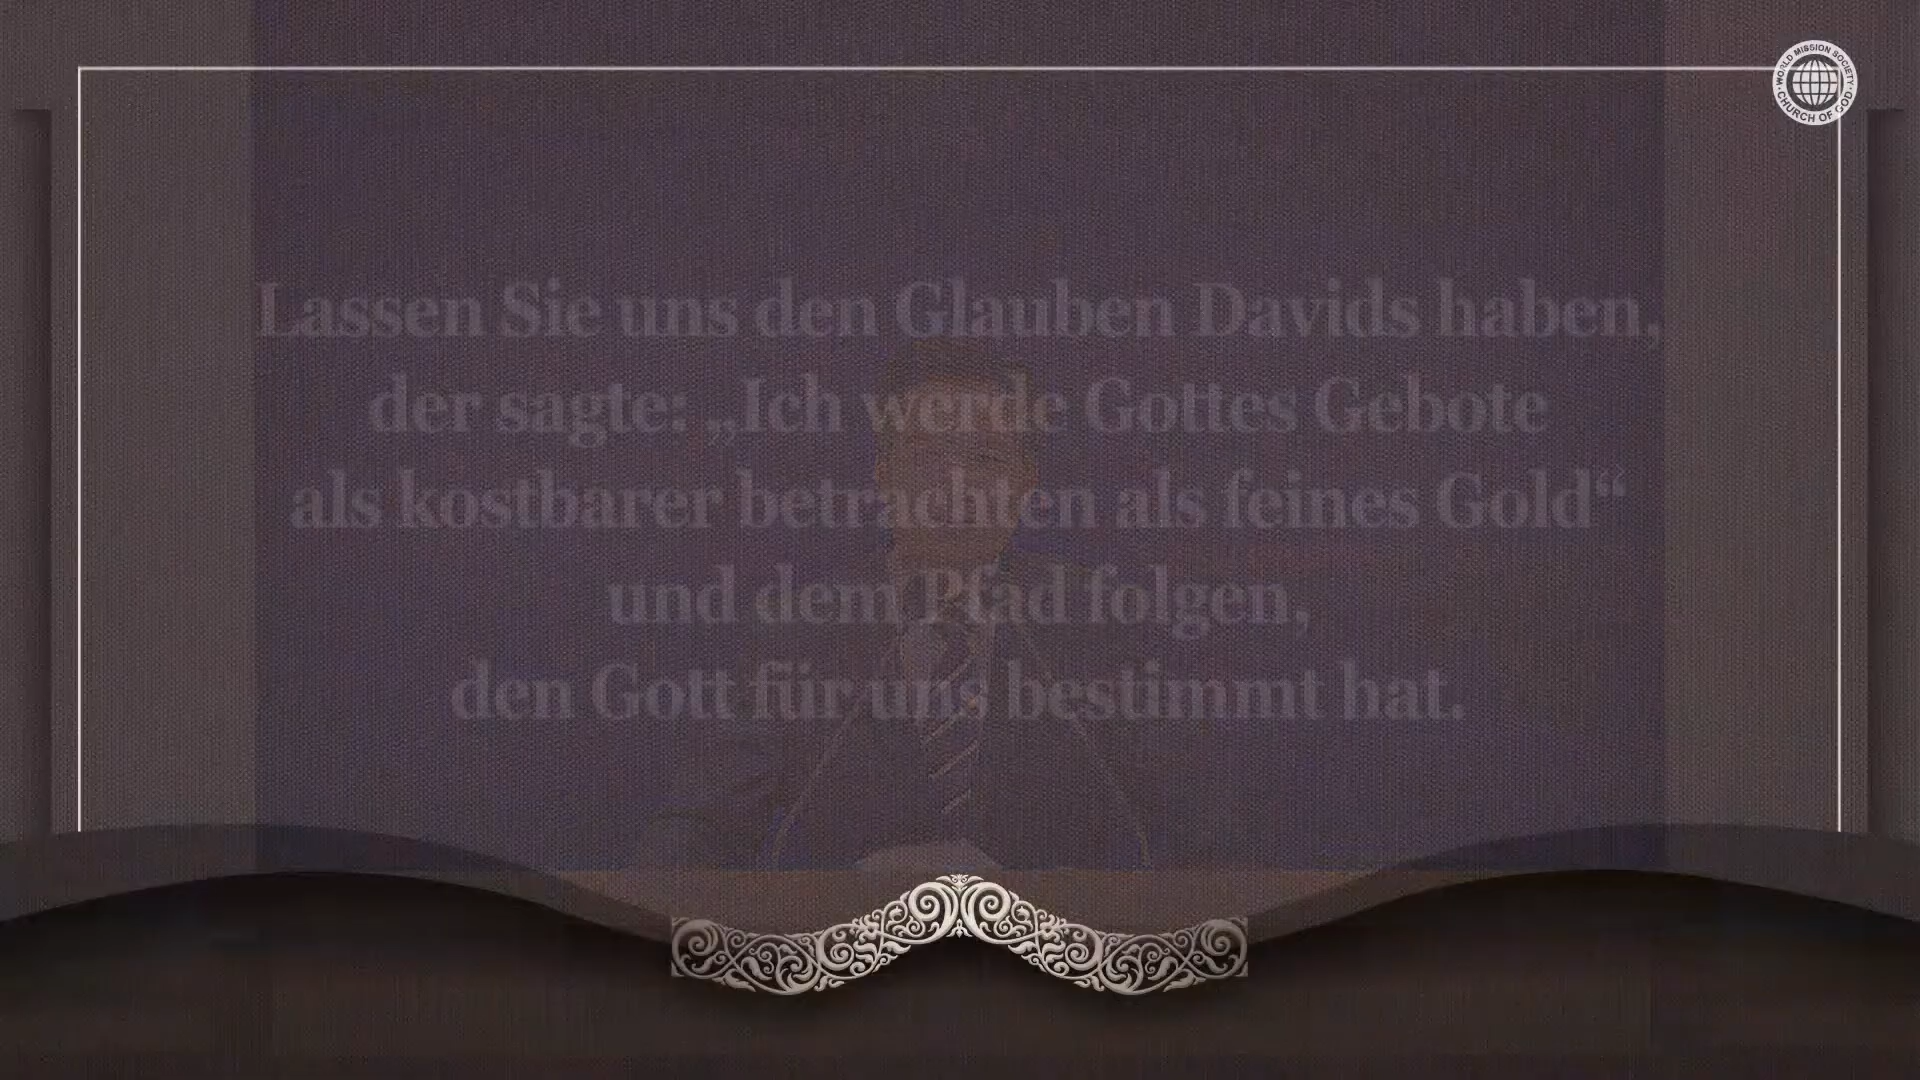 WORLD MISSION SOCIETY
CHURCH OF GOD
Lassen Sie uns den Glauben Davids haben,
der sagte: „Ich werde Gottes Gebote
als kostbarer betrachten als feines Gold“
und dem Pfad folgen,
den Gott für uns bestimmt hat.